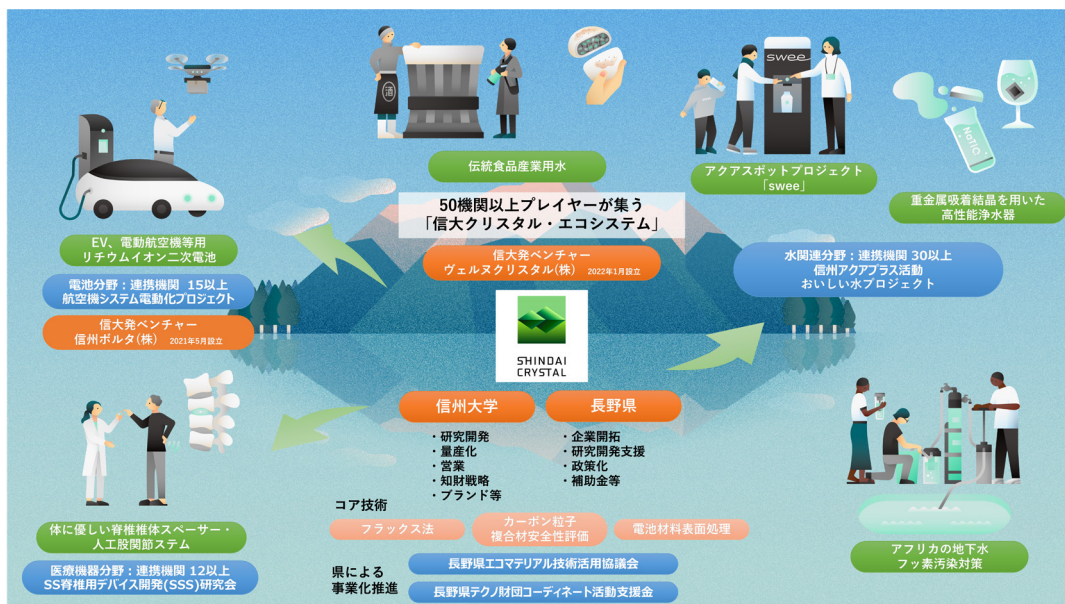 酒
swee
NaTiO
伝統食品産業用水
アクアスポットプロジェクト
「swee」
重金属吸着結晶を用いた
高性能浄水器
50機関以上プレイヤーが集う
「信大クリスタル・エコシステム」
信大発ベンチャー
ヴェルヌクリスタル(株) 2022年1月設立
EV、電動航空機等用
リチウムイオン二次電池
電池分野：連携機関 15以上
航空機システム電動化プロジェクト
信大発ベンチャー
信州ポルタ(株) 2021年5月設立
水関連分野：連携機関 30以上
信州アクアプラス活動
おいしい水プロジェクト
SHINDAI
CRYSTAL
信州大学
・研究開発
・量産化
・営業
・知財戦略
・ブランド等
長野県
・企業開拓
・研究開発支援
・政策化
・補助金等
コア技術
フラックス法
カーボン粒子
複合材安全性評価
電池材料表面処理
県による
事業化推進
長野県エコマテリアル技術活用協議会
長野県テクノ財団コーディネート活動支援金
体に優しい脊椎椎体スペーサー・
人工股関節ステム
医療機器分野：連携機関 12以上
SS脊椎用デバイス開発(SSS)研究会
アフリカの地下水
フッ素汚染対策